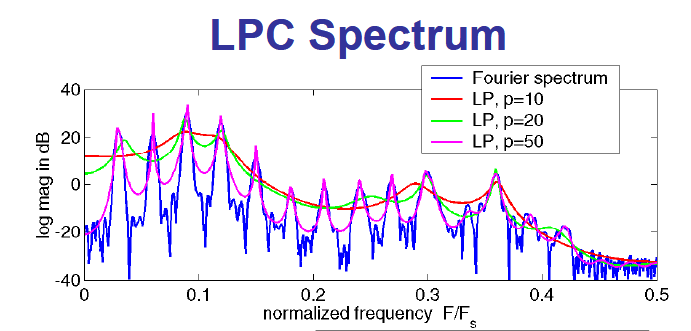 LPC Spectrum
Fourier spectrum
LP, p=10
LP, p=20
LP, p=50
log mag in dB
40
20
0
-20
-40
0
0.1
0.2
0.3
0.4
0.5
normalized frequency F/Fs